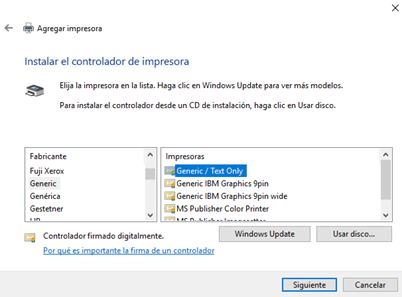 Agregar impresora
Instalar el controlador de impresora
Elija la impresora en la lista. Haga clic en Windows Update para ver más modelos.
Para instalar el controlador desde un CD de instalación, haga clic en Usar disco.
Fabricante
Fuji Xerox
Generic
Genérica
Gestetner
HP
Impresoras
Generic / Text Only
Generic IBM Graphics 9pin
Generic IBM Graphics 9pin wide
MS Publisher Color Printer
MS Publisher Imagesetter
Controlador firmado digitalmente.
Windows Update
Usar disco...
Por qué es importante la firma de un controlador
Siguiente
Cancelar